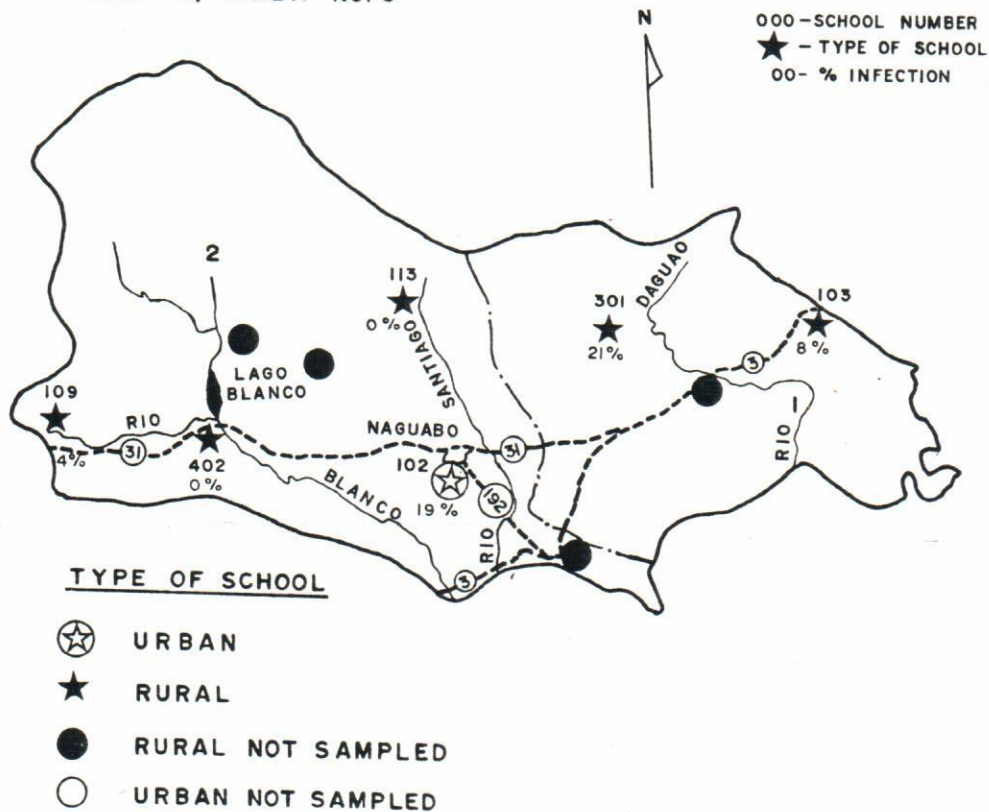 N
000-SCHOOL NUMBER
★ - TYPE OF SCHOOL
00- % INFECTION
2
113
0%
SANTIAGO
301
21%
DAGUAO
103
8%
3
LAGO
BLANCO
109
4%
RIO
31
402
0%
NAGUABO
102
19%
31
192
BLANCO
RIO
3
RIO —
TYPE OF SCHOOL
URBAN
RURAL
RURAL NOT SAMPLED
URBAN NOT SAMPLED